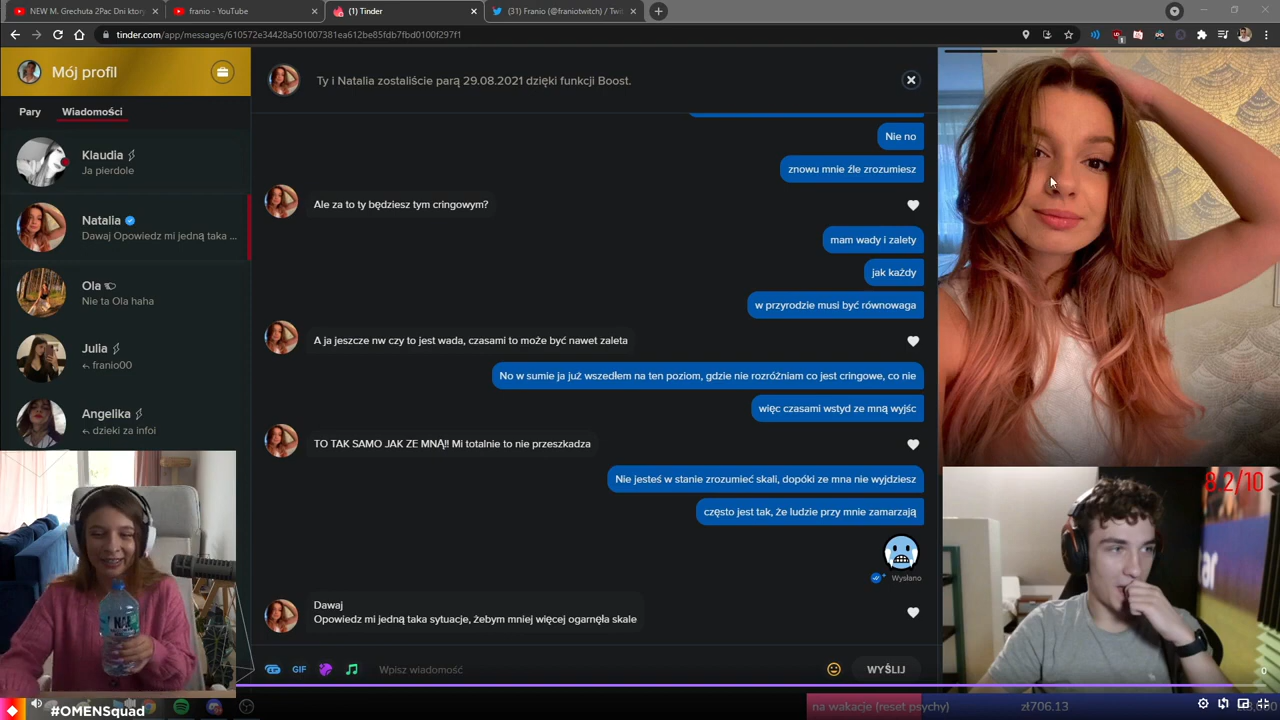 NEW M. Grechuta 2Pac Dni ktory
franio - YouTube
(1) Tinder
(31) Franio (@franiotwitch) / Twit
tinder.com/app/messages/610572e34428a501007381ea612be85fdb7fbd0100f297f1
Mój profil
Ty i Natalia zostaliście parą 29.08.2021 dzięki funkcji Boost.
Pary Wiadomości
Klaudia
Ja pierdole
Natalia
Dawaj Opowiedz mi jedną taka ...
Ola
Nie ta Ola haha
Julia
franio00
Angelika
dzieki za infoi
Nie no
znowu mnie źle zrozumiesz
Ale za to ty będziesz tym cringowym?
mam wady i zalety
jak każdy
w przyrodzie musi być równowaga
A ja jeszcze nw czy to jest wada, czasami to może być nawet zaleta
No w sumie ja już wszedłem na ten poziom, gdzie nie rozróżniam co jest cringowe, co nie
więc czasami wstyd ze mną wyjśc
TO TAK SAMO JAK ZE MNĄ!! Mi totalnie to nie przeszkadza
Nie jesteś w stanie zrozumieć skali, dopóki ze mna nie wyjdziesz
często jest tak, że ludzie przy mnie zamarzają
Wysłano
Dawaj
Opowiedz mi jedną taka sytuacje, żebym mniej więcej ogarnęła skale
GIF
Wpisz wiadomość
WYŚLIJ
8.2/10
0
#OMENSquad
na wakacje (reset psychy)
zł706.13